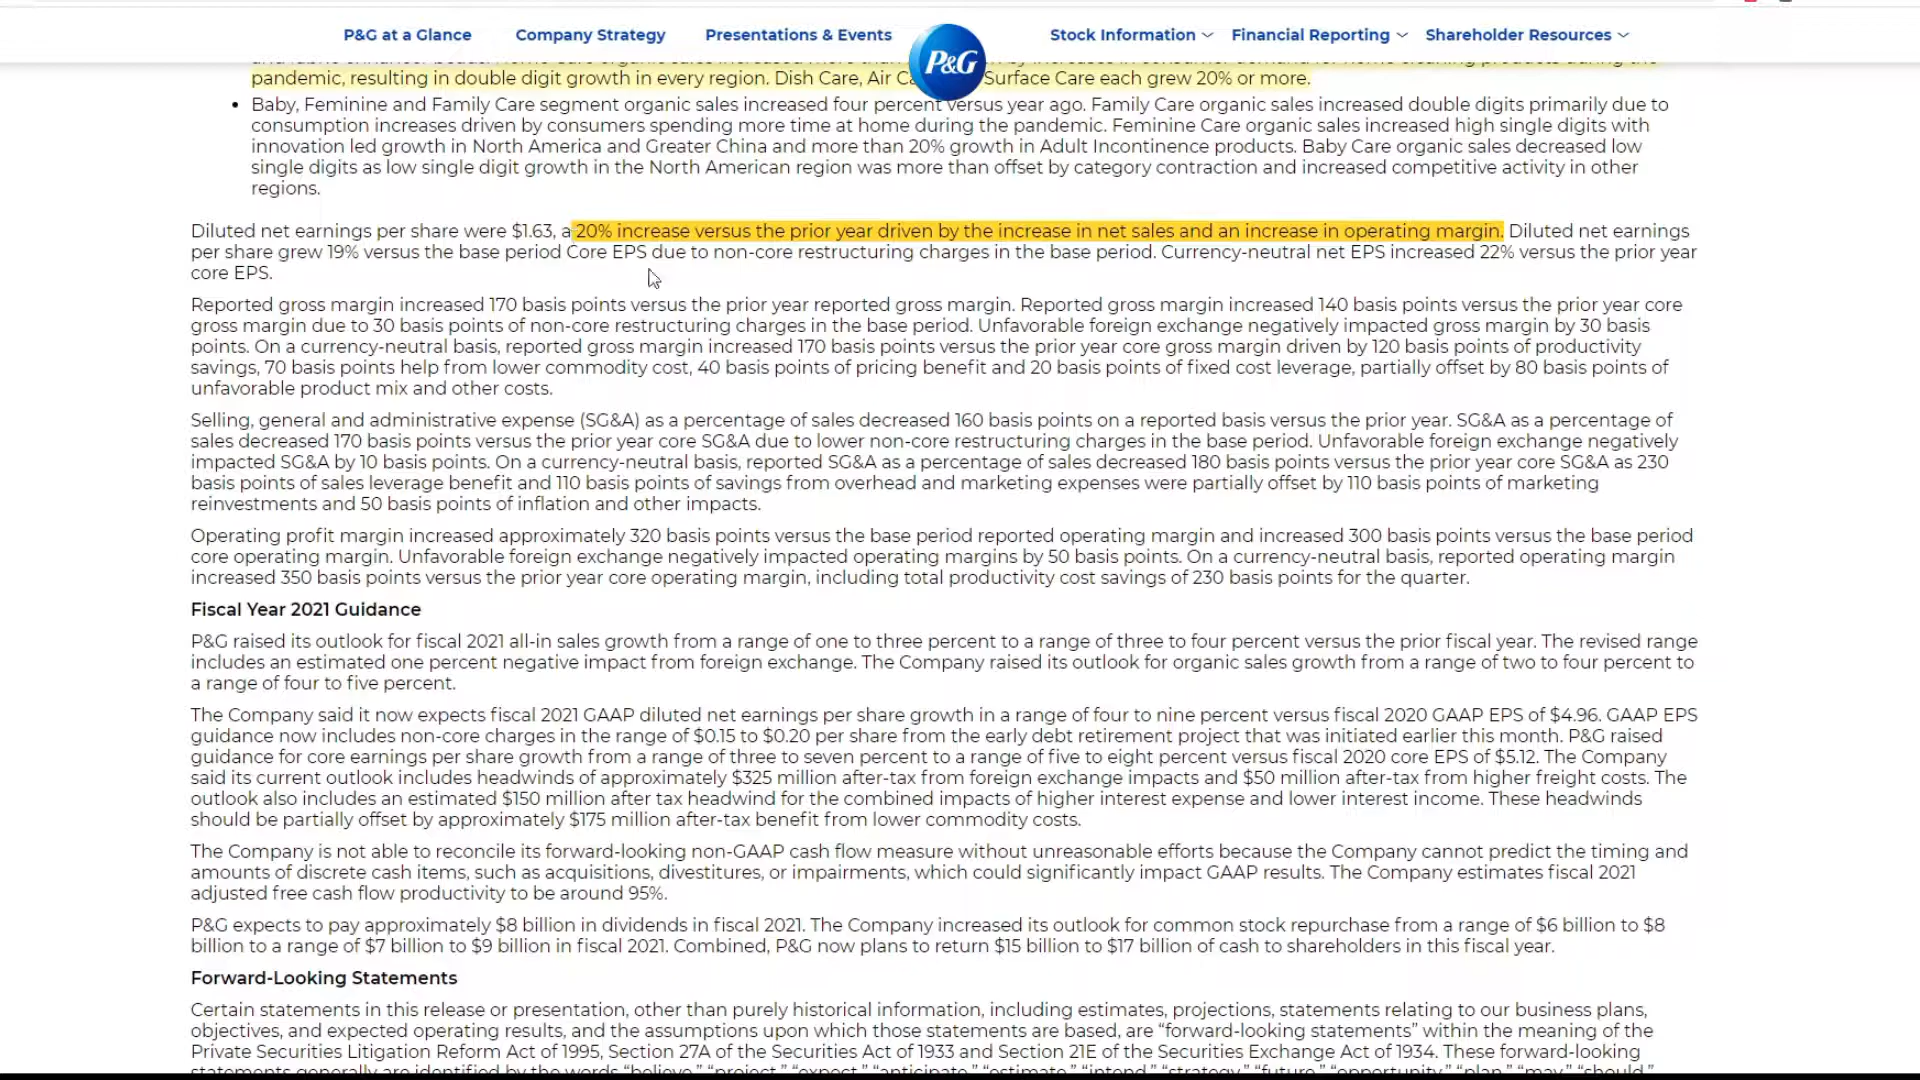 P&G at a Glance Company Strategy Presentations & Events P&G Stock Information Financial Reporting Shareholder Resources
pandemic, resulting in double digit growth in every region. Dish Care, Air Ca Surface Care each grew 20% or more.
• Baby, Feminine and Family Care segment organic sales increased four percent versus year ago. Family Care organic sales increased double digits primarily due to
consumption increases driven by consumers spending more time at home during the pandemic. Feminine Care organic sales increased high single digits with
innovation led growth in North America and Greater China and more than 20% growth in Adult Incontinence products. Baby Care organic sales decreased low
single digits as low single digit growth in the North American region was more than offset by category contraction and increased competitive activity in other
regions.
Diluted net earnings per share were $1.63, a 20% increase versus the prior year driven by the increase in net sales and an increase in operating margin. Diluted net earnings
per share grew 19% versus the base period Core EPS due to non-core restructuring charges in the base period. Currency-neutral net EPS increased 22% versus the prior year
core EPS.
Reported gross margin increased 170 basis points versus the prior year reported gross margin. Reported gross margin increased 140 basis points versus the prior year core
gross margin due to 30 basis points of non-core restructuring charges in the base period. Unfavorable foreign exchange negatively impacted gross margin by 30 basis
points. On a currency-neutral basis, reported gross margin increased 170 basis points versus the prior year core gross margin driven by 120 basis points of productivity
savings, 70 basis points help from lower commodity cost, 40 basis points of pricing benefit and 20 basis points of fixed cost leverage, partially offset by 80 basis points of
unfavorable product mix and other costs.
Selling, general and administrative expense (SG&A) as a percentage of sales decreased 160 basis points on a reported basis versus the prior year. SG&A as a percentage of
sales decreased 170 basis points versus the prior year core SG&A due to lower non-core restructuring charges in the base period. Unfavorable foreign exchange negatively
impacted SG&A by 10 basis points. On a currency-neutral basis, reported SG&A as a percentage of sales decreased 180 basis points versus the prior year core SG&A as 230
basis points of sales leverage benefit and 110 basis points of savings from overhead and marketing expenses were partially offset by 110 basis points of marketing
reinvestments and 50 basis points of inflation and other impacts.
Operating profit margin increased approximately 320 basis points versus the base period reported operating margin and increased 300 basis points versus the base period
core operating margin. Unfavorable foreign exchange negatively impacted operating margins by 50 basis points. On a currency-neutral basis, reported operating margin
increased 350 basis points versus the prior year core operating margin, including total productivity cost savings of 230 basis points for the quarter.
Fiscal Year 2021 Guidance
P&G raised its outlook for fiscal 2021 all-in sales growth from a range of one to three percent to a range of three to four percent versus the prior fiscal year. The revised range
includes an estimated one percent negative impact from foreign exchange. The Company raised its outlook for organic sales growth from a range of two to four percent to
a range of four to five percent.
The Company said it now expects fiscal 2021 GAAP diluted net earnings per share growth in a range of four to nine percent versus fiscal 2020 GAAP EPS of $4.96. GAAP EPS
guidance now includes non-core charges in the range of $0.15 to $0.20 per share from the early debt retirement project that was initiated earlier this month. P&G raised
guidance for core earnings per share growth from a range of three to seven percent to a range of five to eight percent versus fiscal 2020 core EPS of $5.12. The Company
said its current outlook includes headwinds of approximately $325 million after-tax from foreign exchange impacts and $50 million after-tax from higher freight costs. The
outlook also includes an estimated $150 million after tax headwind for the combined impacts of higher interest expense and lower interest income. These headwinds
should be partially offset by approximately $175 million after-tax benefit from lower commodity costs.
The Company is not able to reconcile its forward-looking non-GAAP cash flow measure without unreasonable efforts because the Company cannot predict the timing and
amounts of discrete cash items, such as acquisitions, divestitures, or impairments, which could significantly impact GAAP results. The Company estimates fiscal 2021
adjusted free cash flow productivity to be around 95%.
P&G expects to pay approximately $8 billion in dividends in fiscal 2021. The Company increased its outlook for common stock repurchase from a range of $6 billion to $8
billion to a range of $7 billion to $9 billion in fiscal 2021. Combined, P&G now plans to return $15 billion to $17 billion of cash to shareholders in this fiscal year.
Forward-Looking Statements
Certain statements in this release or presentation, other than purely historical information, including estimates, projections, statements relating to our business plans,
objectives, and expected operating results, and the assumptions upon which those statements are based, are “forward-looking statements” within the meaning of the
Private Securities Litigation Reform Act of 1995, Section 27A of the Securities Act of 1933 and Section 21E of the Securities Exchange Act of 1934. These forward-looking
statements generally are identified by the words “believe,” “project,” “expect,” “anticipate,” “estimate,” “intend,” “strategy,” “future,” “opportunity,” “plan,” “may,” “should,”